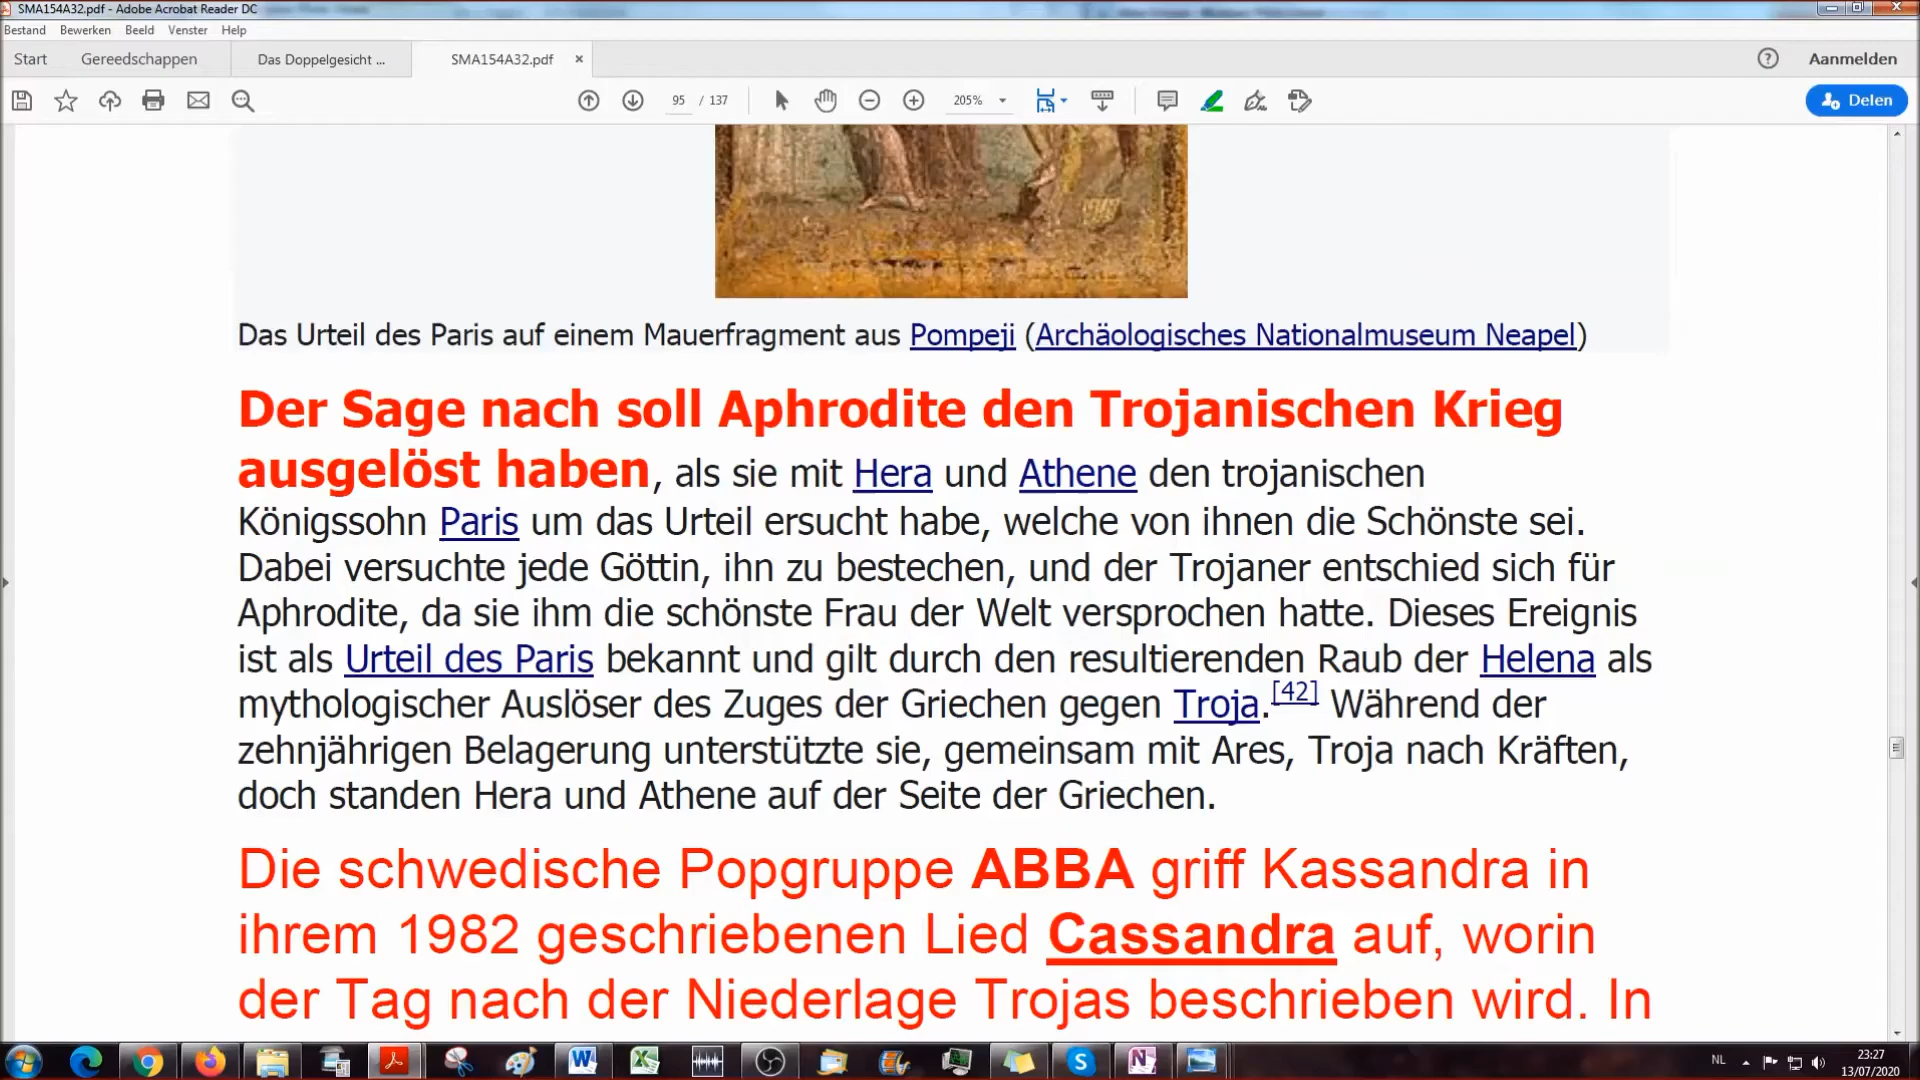 SMA154A32.pdf - Adobe Acrobat Reader DC
Bestand Bewerken Beeld Venster Help
Start Gereedschappen Das Doppelgesicht ... SMA154A32.pdf × Aanmelden
95 / 137 205% Delen
Das Urteil des Paris auf einem Mauerfragment aus Pompeji (Archäologisches Nationalmuseum Neapel)
Der Sage nach soll Aphrodite den Trojanischen Krieg
ausgelöst haben, als sie mit Hera und Athene den trojanischen
Königssohn Paris um das Urteil ersucht habe, welche von ihnen die Schönste sei.
Dabei versuchte jede Göttin, ihn zu bestechen, und der Trojaner entschied sich für
Aphrodite, da sie ihm die schönste Frau der Welt versprochen hatte. Dieses Ereignis
ist als Urteil des Paris bekannt und gilt durch den resultierenden Raub der Helena als
mythologischer Auslöser des Zuges der Griechen gegen Troja.[42] Während der
zehnjährigen Belagerung unterstützte sie, gemeinsam mit Ares, Troja nach Kräften,
doch standen Hera und Athene auf der Seite der Griechen.
Die schwedische Popgruppe ABBA griff Kassandra in
ihrem 1982 geschriebenen Lied Cassandra auf, worin
der Tag nach der Niederlage Trojas beschrieben wird. In
NL 23:27
13/07/2020